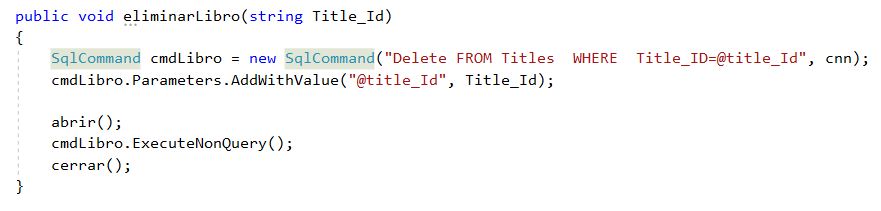 public void eliminarLibro(string Title_Id)
{
SqlCommand cmdLibro = new SqlCommand("Delete FROM Titles  WHERE  Title_ID=@title_Id", cnn);
cmdLibro.Parameters.AddWithValue("@title_Id", Title_Id);
abrir();
cmdLibro.ExecuteNonQuery();
cerrar();
}